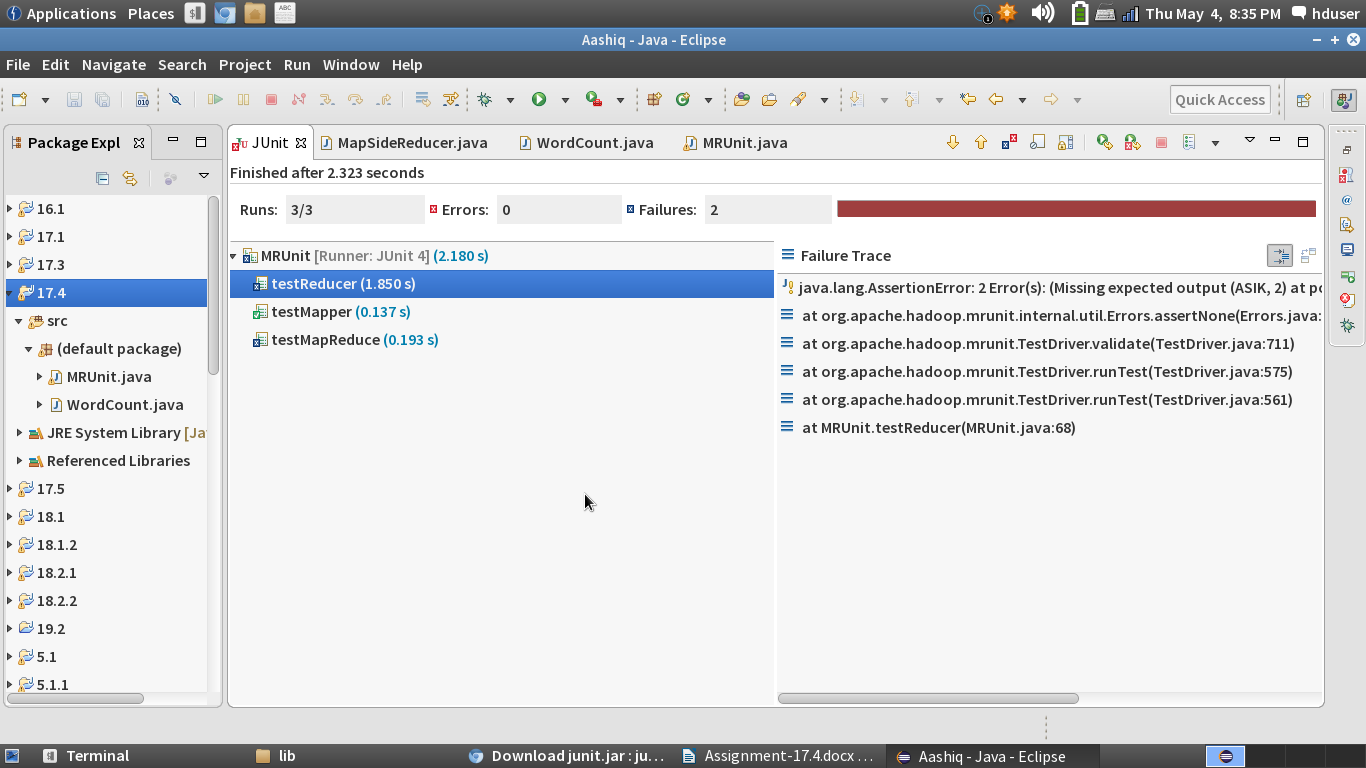 Applications Places Thu May 4, 8:35 PM hduser
Aashiq - Java - Eclipse
File Edit Navigate Search Project Run Window Help
Quick Access
Package Expl
JUnit MapSideReducer.java WordCount.java MRUnit.java
Finished after 2.323 seconds
Runs: 3/3 Errors: 0 Failures: 2
16.1
17.1
17.3
17.4
src
(default package)
MRUnit.java
WordCount.java
JRE System Library [Ja
Referenced Libraries
17.5
18.1
18.1.2
18.2.1
18.2.2
19.2
5.1
5.1.1
MRUnit [Runner: JUnit 4] (2.180 s)
testReducer (1.850 s)
testMapper (0.137 s)
testMapReduce (0.193 s)
Failure Trace
java.lang.AssertionError: 2 Error(s): (Missing expected output (ASIK, 2) at po
at org.apache.hadoop.mrunit.internal.util.Errors.assertNone(Errors.java:
at org.apache.hadoop.mrunit.TestDriver.validate(TestDriver.java:711)
at org.apache.hadoop.mrunit.TestDriver.runTest(TestDriver.java:575)
at org.apache.hadoop.mrunit.TestDriver.runTest(TestDriver.java:561)
at MRUnit.testReducer(MRUnit.java:68)
Terminal lib Download junit.jar : ju... Assignment-17.4.docx ... Aashiq - Java - Eclipse